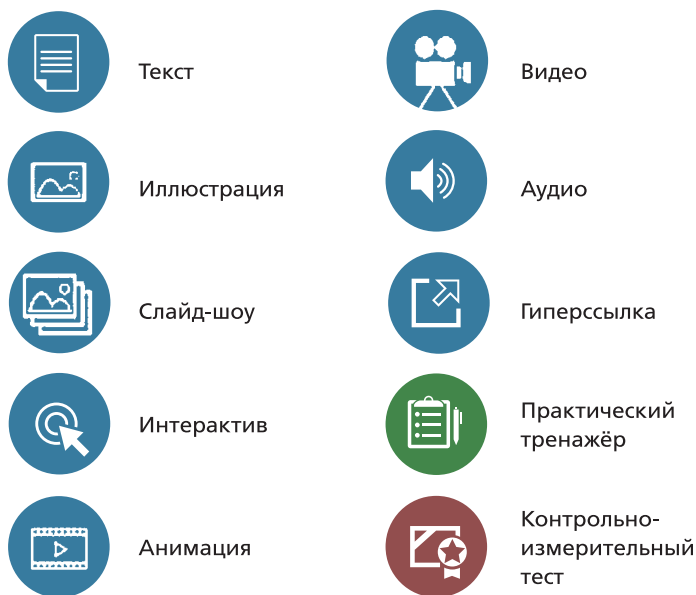 Текст
Иллюстрация
Слайд-шоу
Интерактив
Анимация
Видео
Аудио
Гиперссылка
Практический
тренажёр
Контрольно-
измерительный
тест